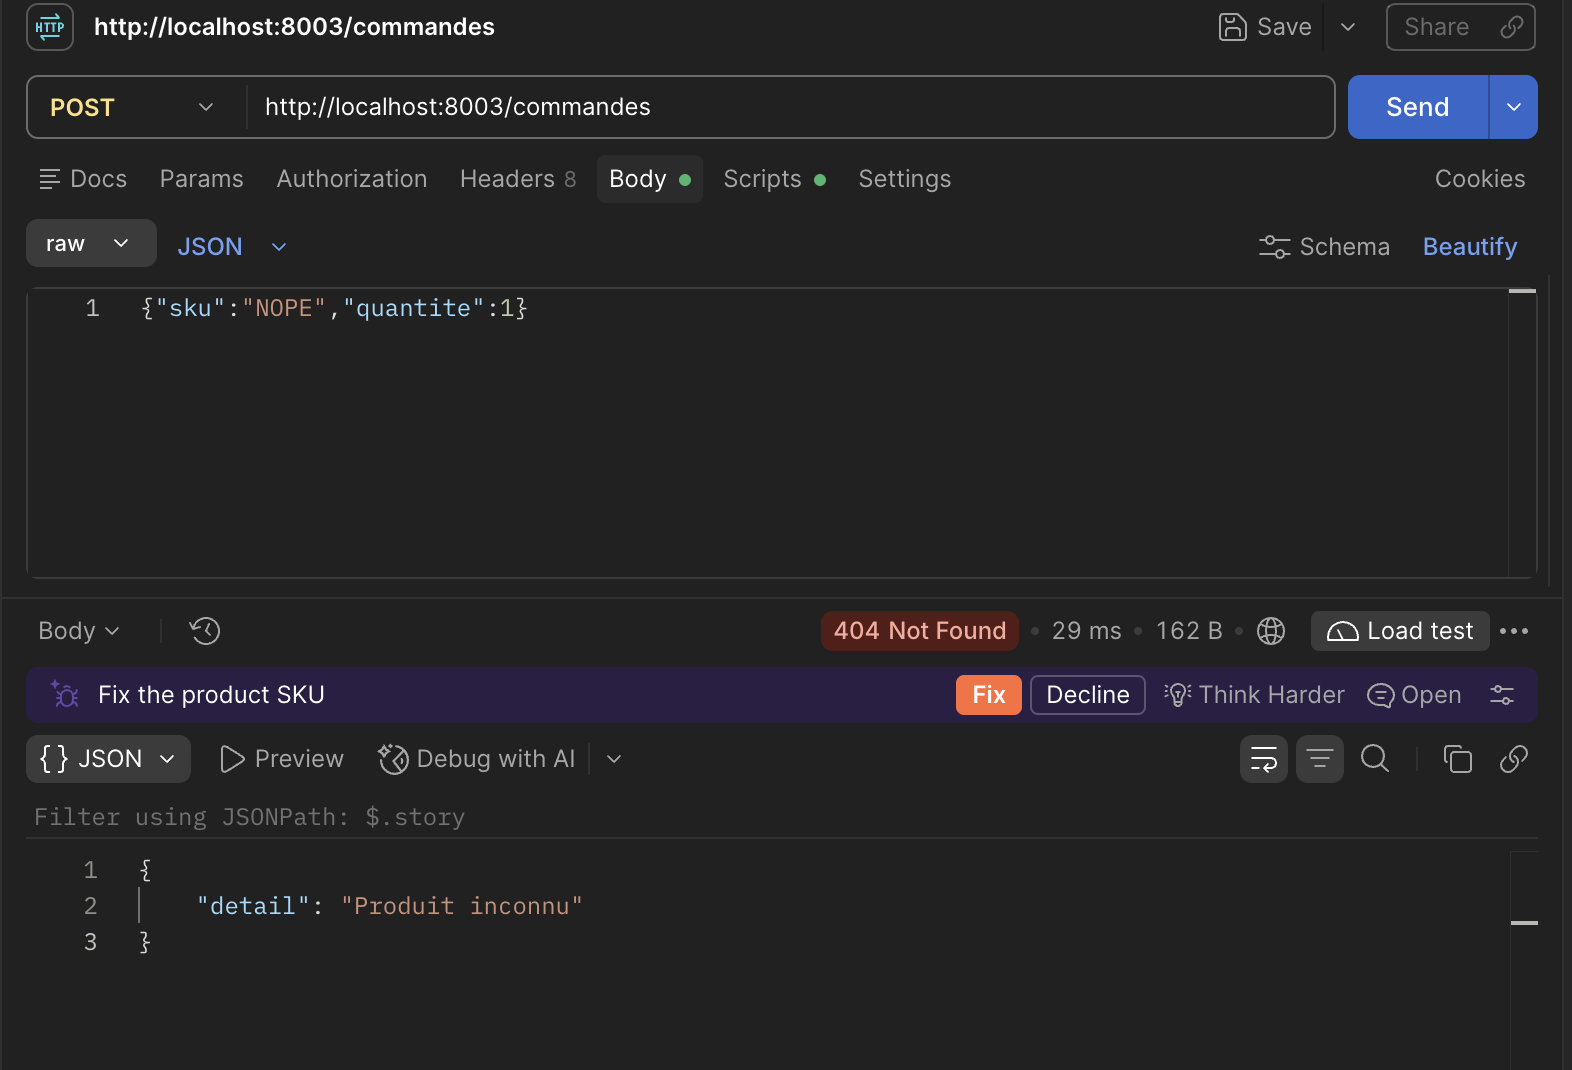 HTTP http://localhost:8003/commandes Save Share
POST http://localhost:8003/commandes Send
Docs Params Authorization Headers 8 Body Scripts Settings Cookies
raw JSON Schema Beautify
1 {"sku":"NOPE","quantite":1}
Body 404 Not Found • 29 ms • 162 B • Load test
Fix the product SKU Fix Decline Think Harder Open
{} JSON Preview Debug with AI
Filter using JSONPath: $.story
1 {
2 "detail": "Produit inconnu"
3 }